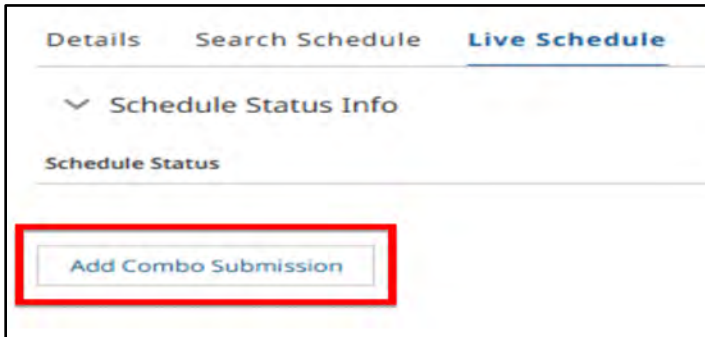 Details Search Schedule Live Schedule
Schedule Status Info
Schedule Status
Add Combo Submission